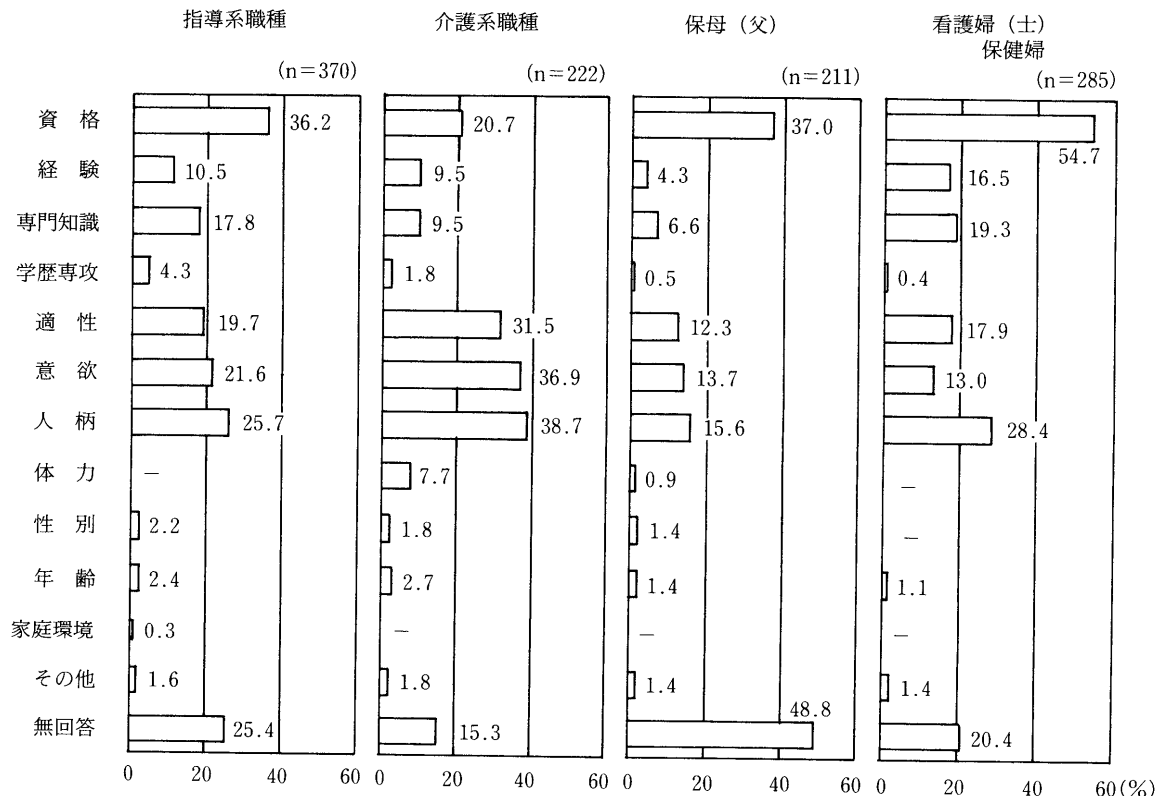 指導系職種 介護系職種 保母（父） 看護婦（士）
保健婦
(n=370) (n=222) (n=211) (n=285)
資格 36.2 20.7 37.0 54.7
経験 10.5 9.5 4.3 16.5
専門知識 17.8 9.5 6.6 19.3
学歴専攻 4.3 1.8 0.5 0.4
適性 19.7 31.5 12.3 17.9
意欲 21.6 36.9 13.7 13.0
人柄 25.7 38.7 15.6 28.4
体力 － 7.7 0.9 －
性別 2.2 1.8 1.4 －
年齢 2.4 2.7 1.4 1.1
家庭環境 0.3 － － －
その他 1.6 1.8 1.4 1.4
無回答 25.4 15.3 48.8 20.4
0 20 40 60 0 20 40 60 0 20 40 60 0 20 40 60(%)